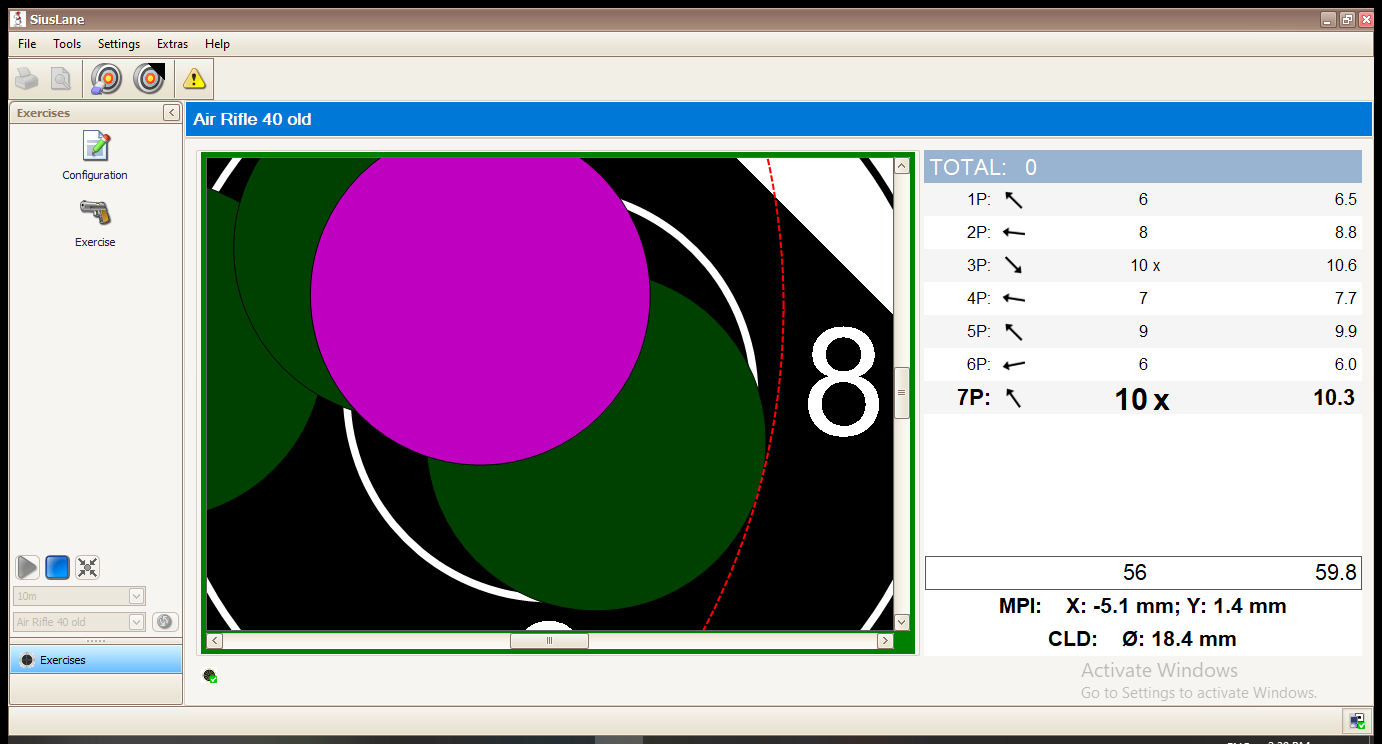 SiusLane
File Tools Settings Extras Help
Exercises
Configuration
Exercise
10m
Air Rifle 40 old
Exercises
Air Rifle 40 old
8
TOTAL: 0
1P: 6 6.5
2P: 8 8.8
3P: 10 x 10.6
4P: 7 7.7
5P: 9 9.9
6P: 6 6.0
7P: 10 x 10.3
56 59.8
MPI: X: -5.1 mm; Y: 1.4 mm
CLD: Ø: 18.4 mm
Activate Windows
Go to Settings to activate Windows.